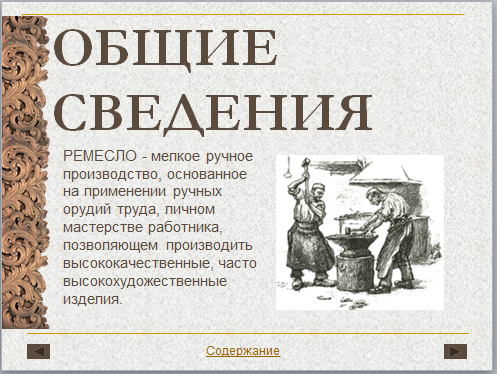 ОБЩИЕ
СВЕДЕНИЯ
РЕМЕСЛО - мелкое ручное
производство, основанное
на применении ручных
орудий труда, личном
мастерстве работника,
позволяющем производить
высококачественные, часто
высокохудожественные
изделия.
Содержание